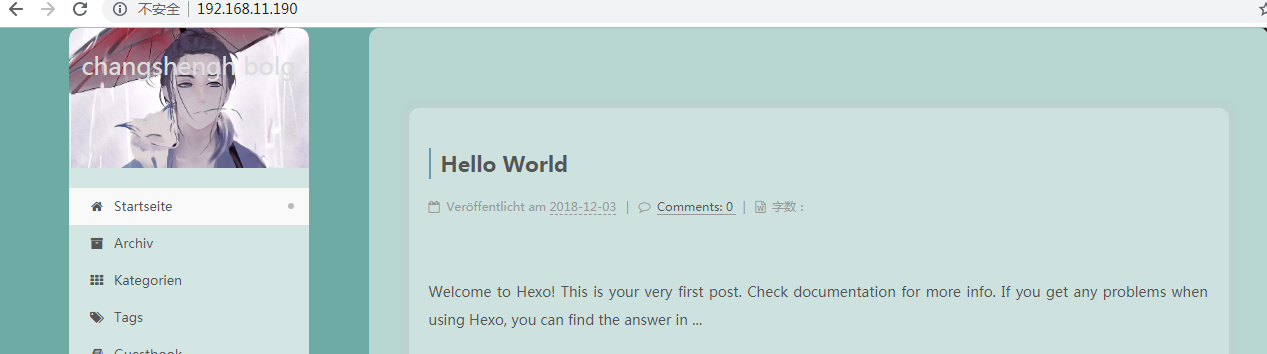 不安全 | 192.168.11.190
changshengh bolg
Startseite
Archiv
Kategorien
Tags
Guestbook
Hello World
Veröffentlicht am 2018-12-03 | Comments: 0 | 字数：
Welcome to Hexo! This is your very first post. Check documentation for more info. If you get any problems when
using Hexo, you can find the answer in ...